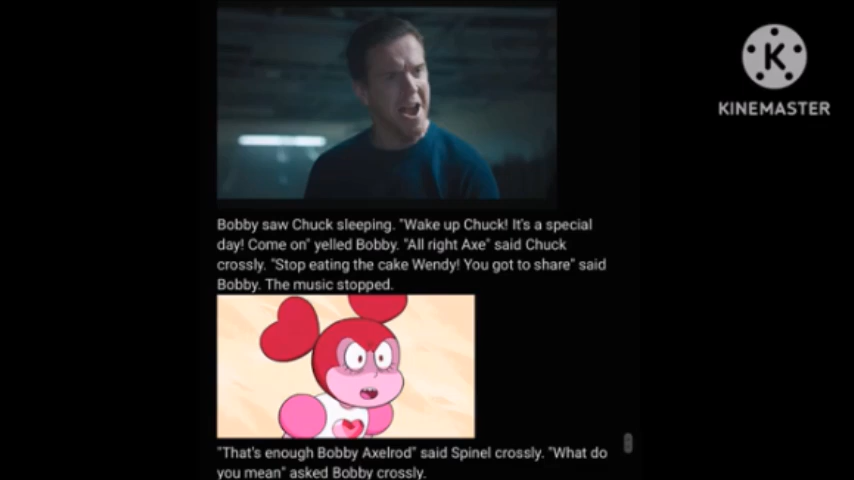 K
KINEMASTER
Bobby saw Chuck sleeping. "Wake up Chuck! It's a special
day! Come on" yelled Bobby. "All right Axe" said Chuck
crossly. "Stop eating the cake Wendy! You got to share" said
Bobby. The music stopped.
"That's enough Bobby Axelrod" said Spinel crossly. "What do
you mean" asked Bobby crossly.